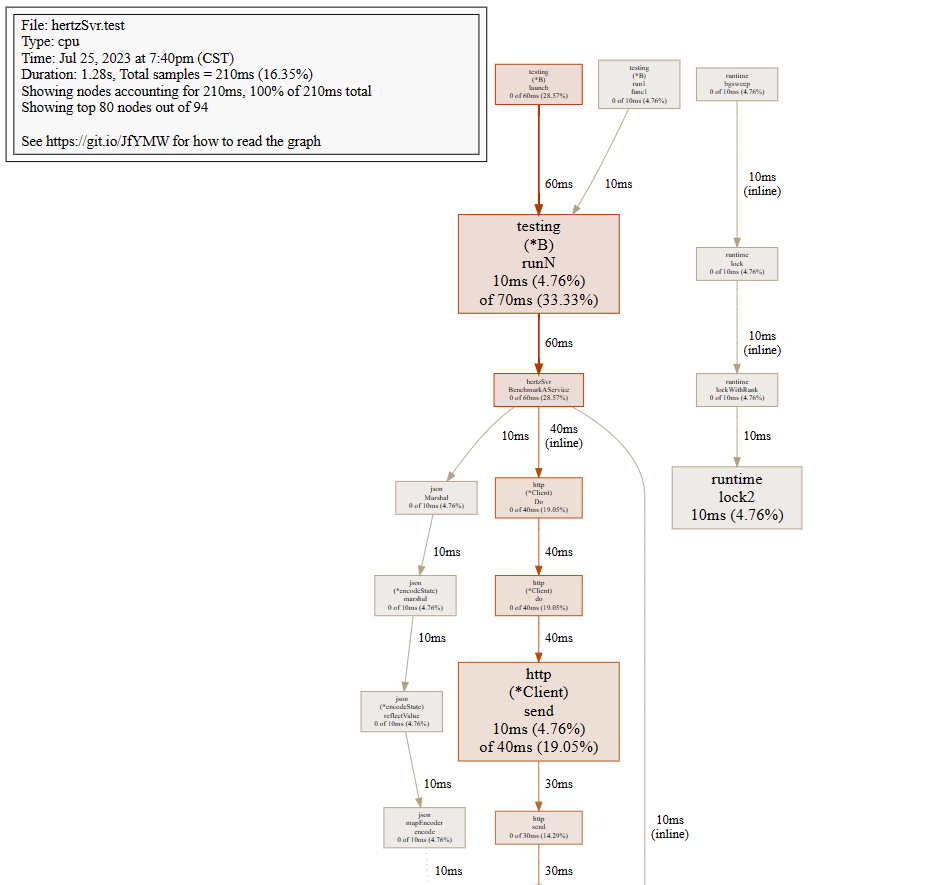 File: hertzSvr.test
Type: cpu
Time: Jul 25, 2023 at 7:40pm (CST)
Duration: 1.28s, Total samples = 210ms (16.35%)
Showing nodes accounting for 210ms, 100% of 210ms total
Showing top 80 nodes out of 94
See https://git.io/JfYMW for how to read the graph
testing
(*B)
launch
0 of 60ms (28.57%)
testing
(*B)
run1
func1
0 of 10ms (4.76%)
runtime
bgsweep
0 of 10ms (4.76%)
60ms
10ms
10ms
(inline)
testing
(*B)
runN
10ms (4.76%)
of 70ms (33.33%)
runtime
lock
0 of 10ms (4.76%)
60ms
10ms
(inline)
hertzSvr
BenchmarkAService
0 of 60ms (28.57%)
runtime
lockWithRank
0 of 10ms (4.76%)
10ms
40ms
(inline)
10ms
json
Marshal
0 of 10ms (4.76%)
http
(*Client)
Do
0 of 40ms (19.05%)
runtime
lock2
10ms (4.76%)
10ms
40ms
json
(*encodeState)
marshal
0 of 10ms (4.76%)
http
(*Client)
do
0 of 40ms (19.05%)
10ms
40ms
json
(*encodeState)
reflectValue
0 of 10ms (4.76%)
http
(*Client)
send
10ms (4.76%)
of 40ms (19.05%)
10ms
30ms
json
mapEncoder
encode
0 of 10ms (4.76%)
http
send
0 of 30ms (14.29%)
10ms
(inline)
10ms
30ms